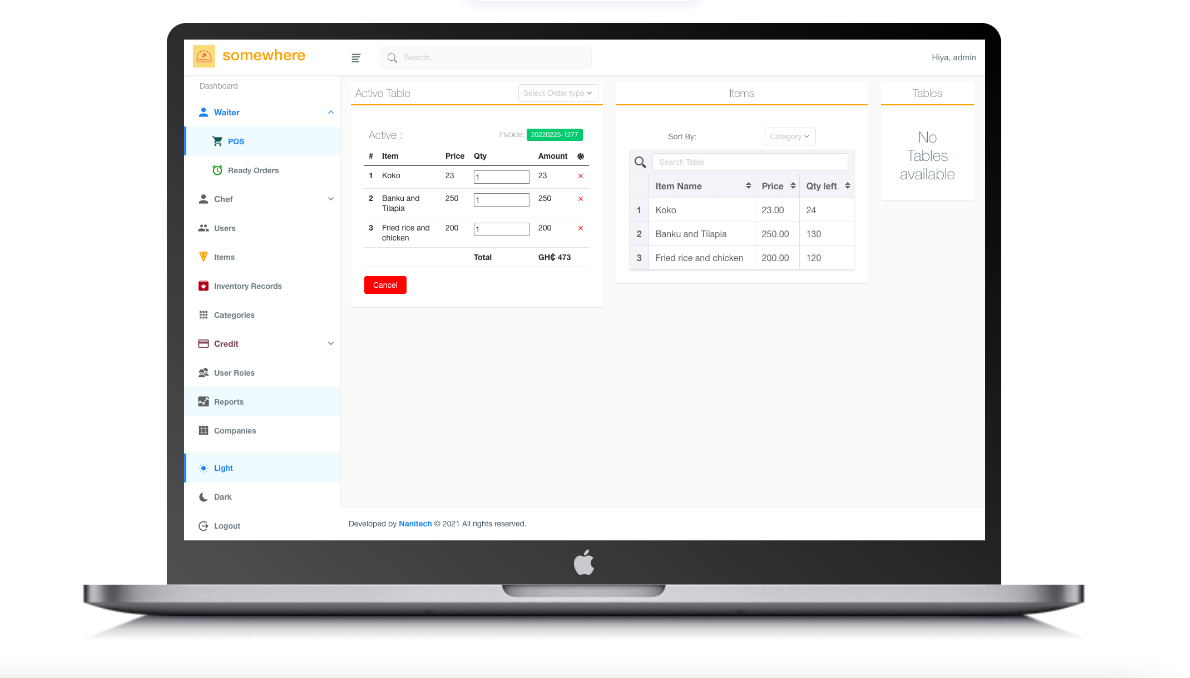 somewhere
Search..
Hiya, admin
Dashboard
Waiter
POS
Ready Orders
Chef
Users
Items
Inventory Records
Categories
Credit
User Roles
Reports
Companies
Light
Dark
Logout
Active Table
Select Order type
Active :
Invoice: 20220225-1277
# Item Price Qty Amount
1 Koko 23 1 23
2 Banku and Tilapia 250 1 250
3 Fried rice and chicken 200 1 200
Total GH₵ 473
Cancel
Items
Sort By: Category
Search Table
Item Name Price Qty left
1 Koko 23.00 24
2 Banku and Tilapia 250.00 130
3 Fried rice and chicken 200.00 120
Tables
No
Tables
available
Developed by Nanitech © 2021 All rights reserved.